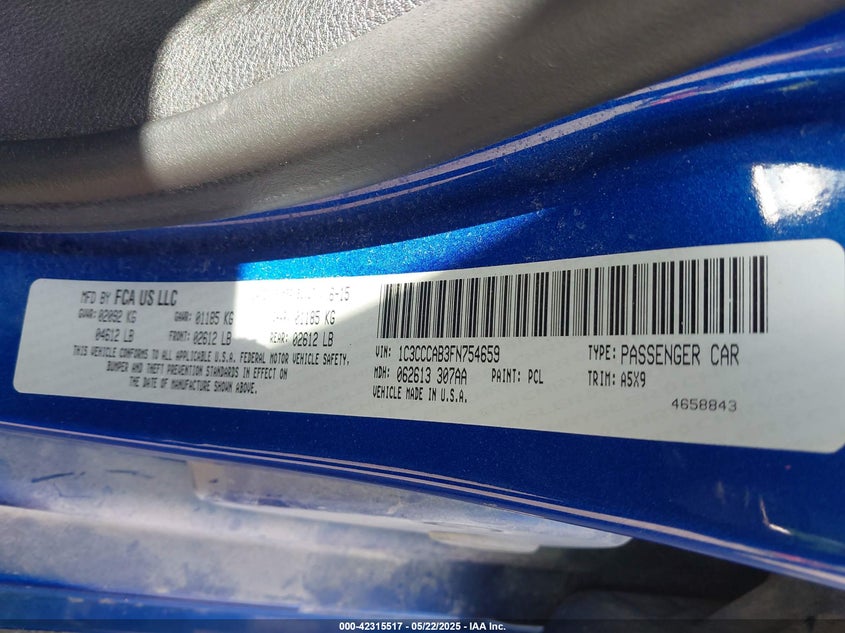 MFD BY FCA US LLC 6-15
GVWR: 02092 KG GAWR: 01185 KG GAWR: 01185 KG
04612 LB FRONT: 02612 LB REAR: 02612 LB
THIS VEHICLE CONFORMS TO ALL APPLICABLE U.S.A. FEDERAL MOTOR VEHICLE SAFETY,
BUMPER AND THEFT PREVENTION STANDARDS IN EFFECT ON
THE DATE OF MANUFACTURE SHOWN ABOVE.
VIN: 1C3CCCAB3FN754659 TYPE: PASSENGER CAR
MDH: 062613 307AA PAINT: PCL TRIM: A5X9
VEHICLE MADE IN U.S.A.
4658843
000-42315517 - 05/22/2025 - IAA Inc.